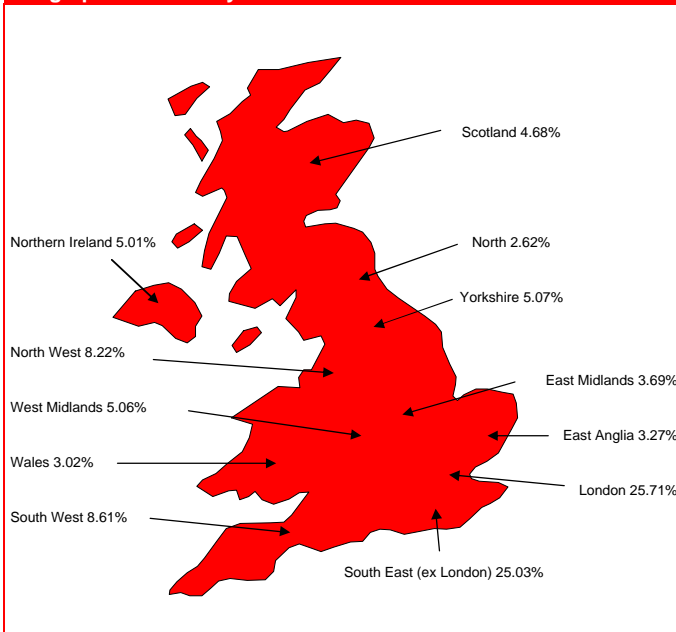 Scotland 4.68%
Northern Ireland 5.01%
North 2.62%
Yorkshire 5.07%
North West 8.22%
East Midlands 3.69%
West Midlands 5.06%
East Anglia 3.27%
Wales 3.02%
London 25.71%
South West 8.61%
South East (ex London) 25.03%